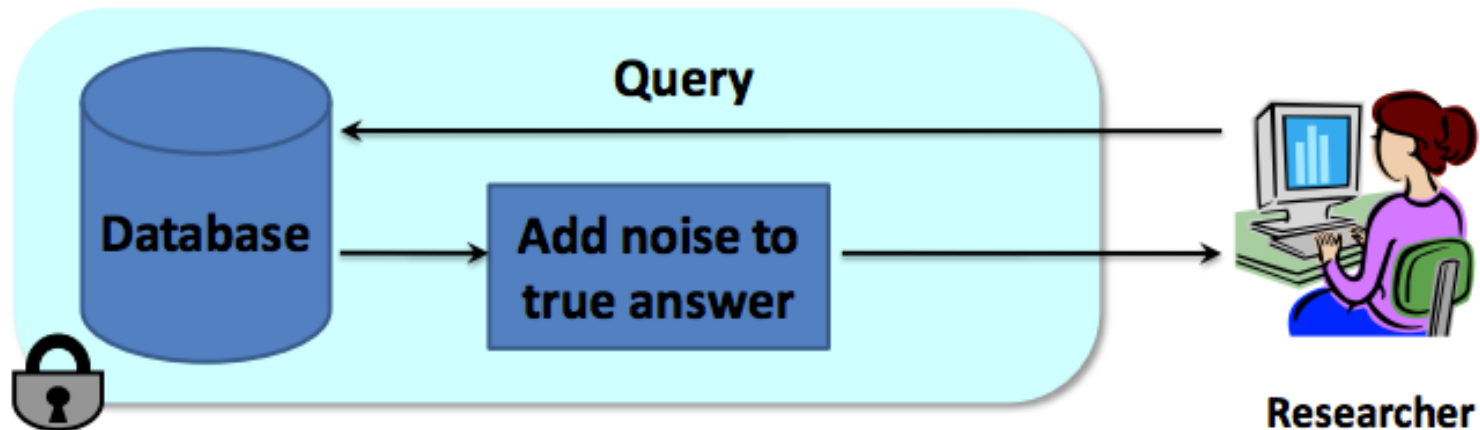 Query
Database
Add noise to
true answer
Researcher